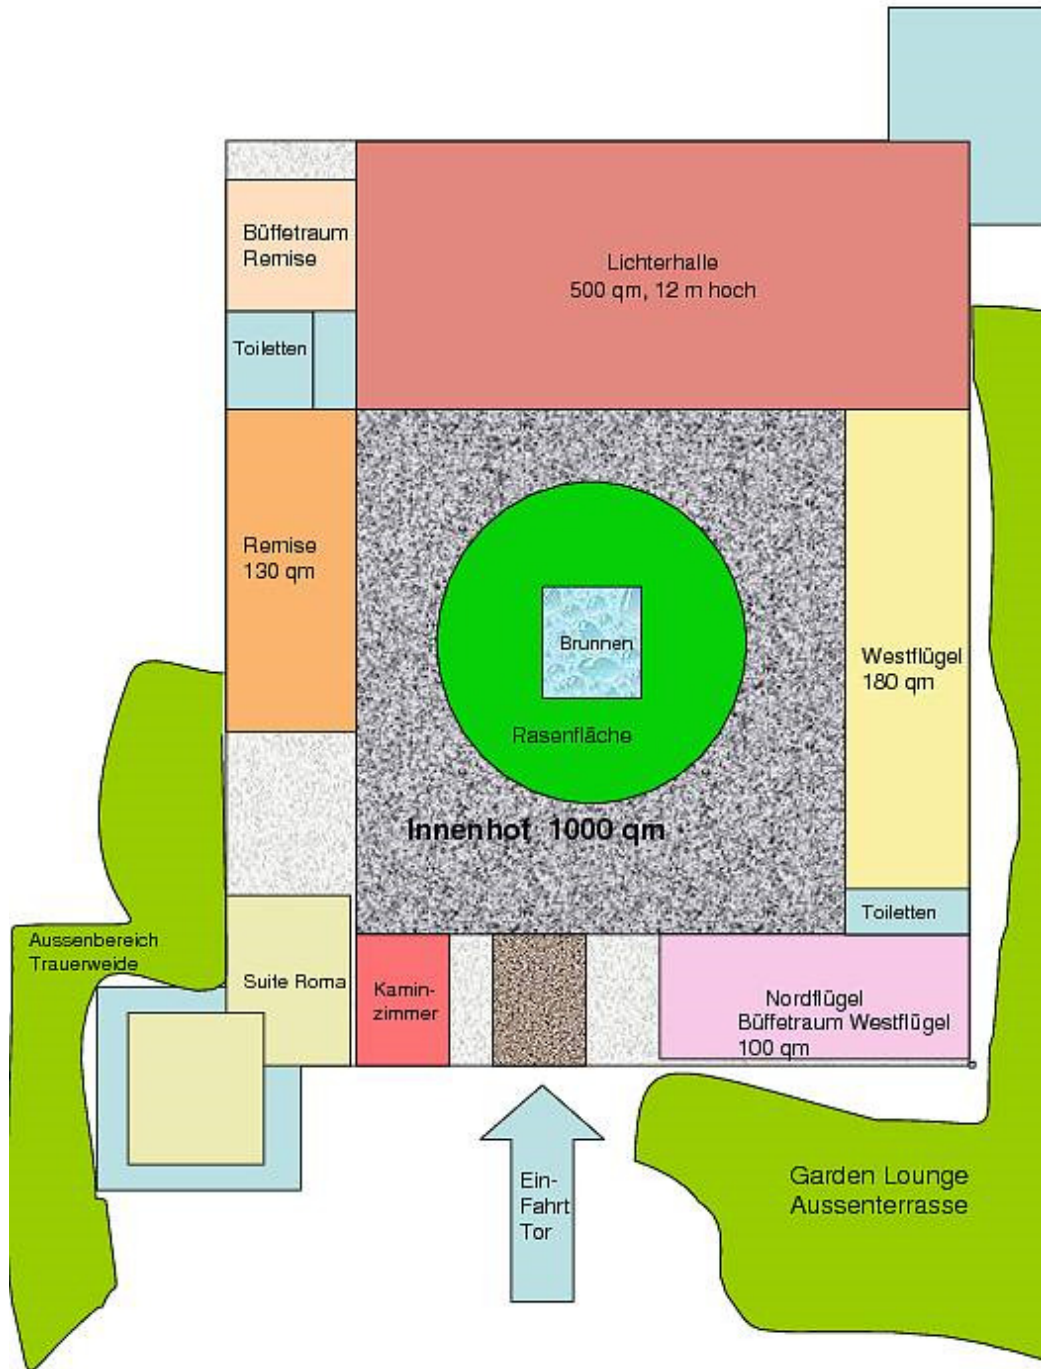 Büffetraum
Remise
Lichterhalle
500 qm, 12 m hoch
Toiletten
Remise
130 qm
Brunnen
Westflügel
180 qm
Rasenfläche
Innenhof 1000 qm
Toiletten
Aussenbereich
Trauerweide
Suite Roma
Kamin-
zimmer
Nordflügel
Büffetraum Westflügel
100 qm
Ein-
Fahrt
Tor
Garden Lounge
Aussenterrasse